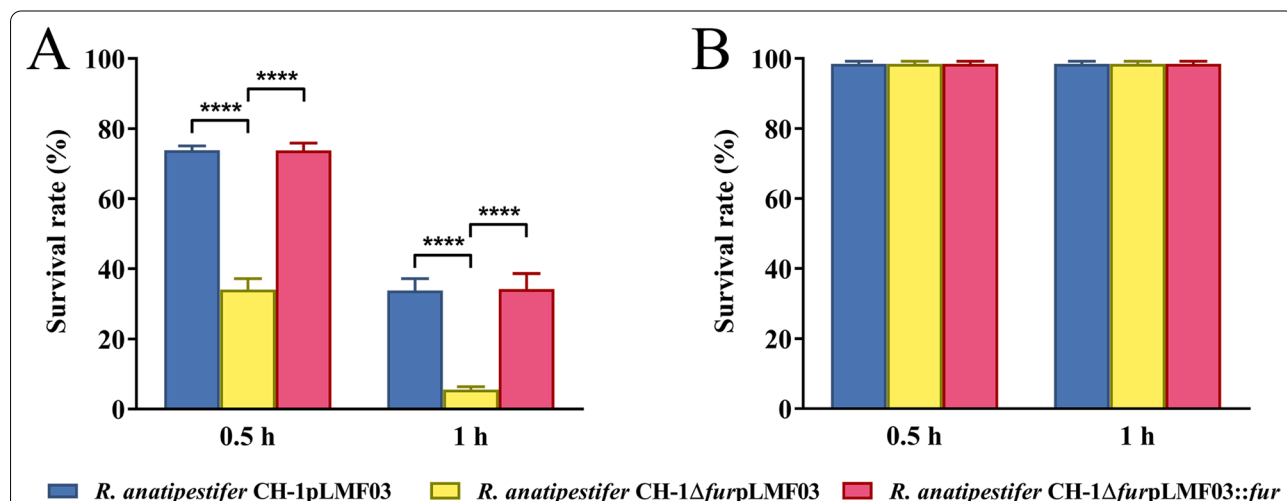 A
B
Survival rate (%)
100
80
60
40
20
0
****
****
****
****
0.5 h
1 h
Survival rate (%)
100
80
60
40
20
0
0.5 h
1 h
R. anatipestifer CH-1pLMF03 R. anatipestifer CH-1ΔfurpLMF03 R. anatipestifer CH-1ΔfurpLMF03::fur